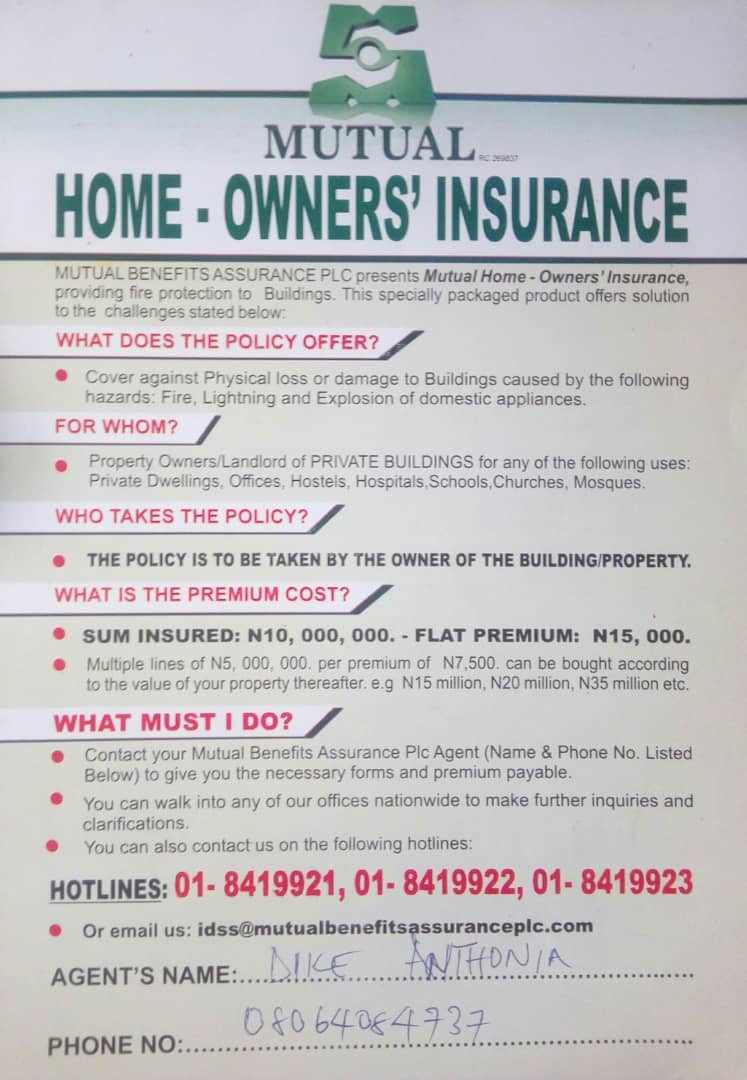 MUTUAL
RC 269837
HOME - OWNERS' INSURANCE
MUTUAL BENEFITS ASSURANCE PLC presents Mutual Home - Owners' Insurance,
providing fire protection to Buildings. This specially packaged product offers solution
to the challenges stated below:
WHAT DOES THE POLICY OFFER?
• Cover against Physical loss or damage to Buildings caused by the following
hazards: Fire, Lightning and Explosion of domestic appliances.
FOR WHOM?
• Property Owners/Landlord of PRIVATE BUILDINGS for any of the following uses:
Private Dwellings, Offices, Hostels, Hospitals,Schools,Churches, Mosques.
WHO TAKES THE POLICY?
• THE POLICY IS TO BE TAKEN BY THE OWNER OF THE BUILDING/PROPERTY.
WHAT IS THE PREMIUM COST?
• SUM INSURED: N10, 000, 000. - FLAT PREMIUM: N15, 000.
• Multiple lines of N5, 000, 000. per premium of N7,500. can be bought according
to the value of your property thereafter. e.g N15 million, N20 million, N35 million etc.
WHAT MUST I DO?
• Contact your Mutual Benefits Assurance Plc Agent (Name & Phone No. Listed
Below) to give you the necessary forms and premium payable.
• You can walk into any of our offices nationwide to make further inquiries and
clarifications.
• You can also contact us on the following hotlines:
HOTLINES: 01- 8419921, 01- 8419922, 01- 8419923
• Or email us: idss@mutualbenefitsassuranceplc.com
AGENT'S NAME:....DIKE ANTHONIA....
PHONE NO:....08064084737....